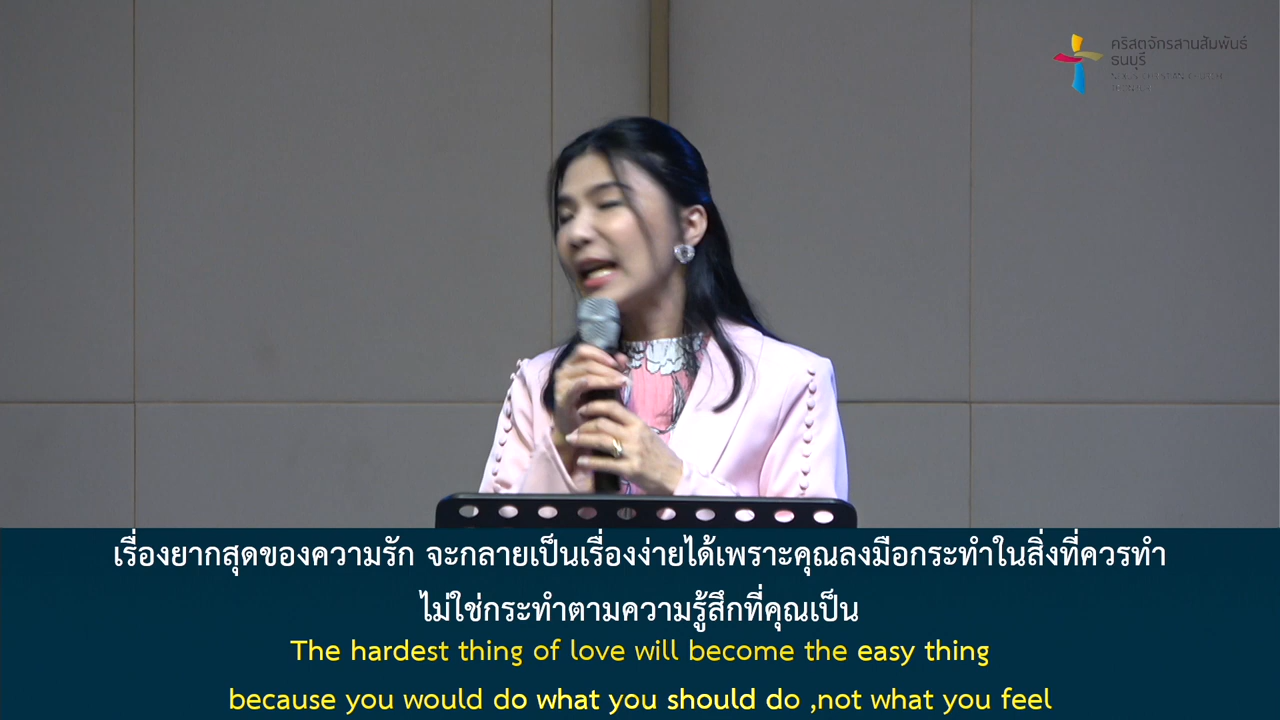 คริสตจักรสานสัมพันธ์
ธนบุรี
เรื่องยากสุดของความรัก จะกลายเป็นเรื่องง่ายได้เพราะคุณลงมือกระทำในสิ่งที่ควรทำ
ไม่ใช่กระทำตามความรู้สึกที่คุณเป็น
The hardest thing of love will become the easy thing
because you would do what you should do ,not what you feel